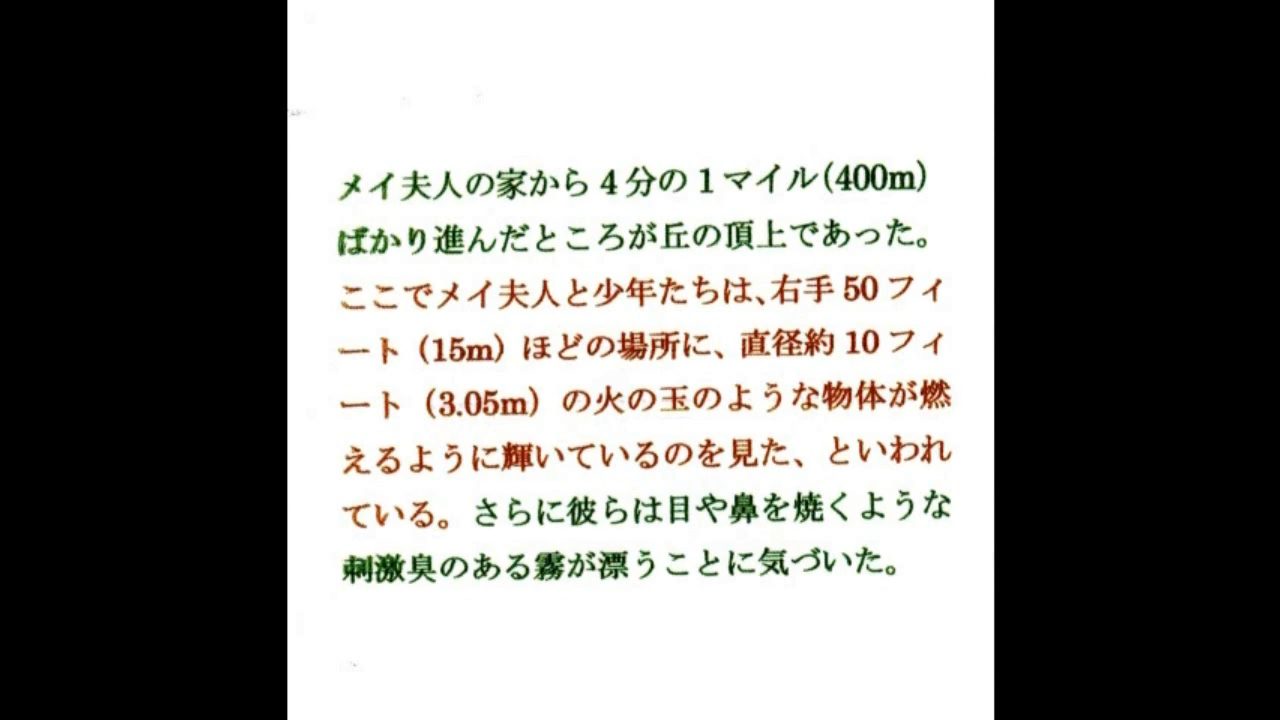 メイ夫人の家から4分の1マイル(400m)
ばかり進んだところが丘の頂上であった。
ここでメイ夫人と少年たちは、右手50フィ
ート（15m）ほどの場所に、直径約10フィ
ート（3.05m）の火の玉のような物体が燃
えるように輝いているのを見た、といわれ
ている。さらに彼らは目や鼻を焼くような
刺激臭のある霧が漂うことに気づいた。